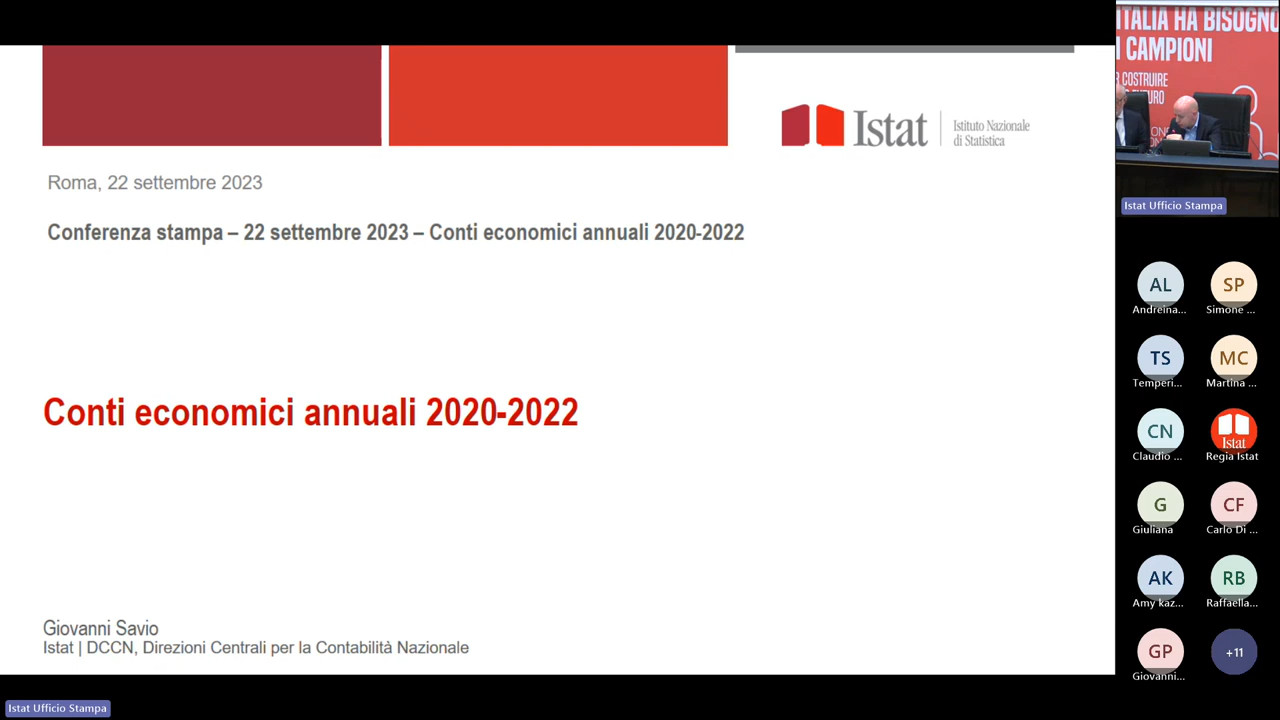 Istat
Istituto Nazionale
di Statistica
Roma, 22 settembre 2023
Conferenza stampa – 22 settembre 2023 – Conti economici annuali 2020-2022
Conti economici annuali 2020-2022
Giovanni Savio
Istat | DCCN, Direzioni Centrali per la Contabilità Nazionale
Istat Ufficio Stampa
ITALIA HA BISOGNO
I CAMPIONI
COSTRUIRE
Istat Ufficio Stampa
AL
SP
Andreina...
Simone ...
TS
MC
Temperi...
Martina ...
CN
Istat
Claudio ...
Regia Istat
G
CF
Giuliana
Carlo Di ...
AK
RB
Amy kaz...
Raffaella...
GP
+11
Giovanni...